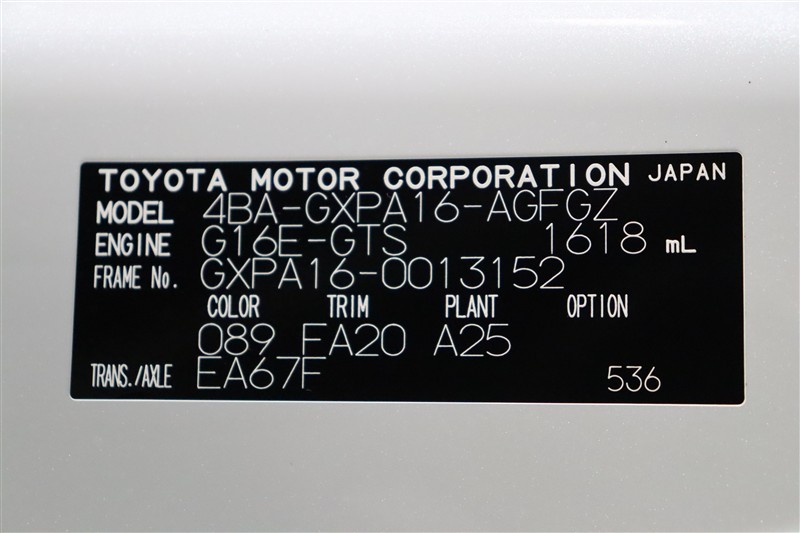 TOYOTA MOTOR CORPORATION JAPAN
MODEL 4BA-GXPA16-AGFGZ
ENGINE G16E-GTS 1618 mL
FRAME No. GXPA16-0013152
COLOR TRIM PLANT OPTION
089 FA20 A25
TRANS./AXLE EA67F 536